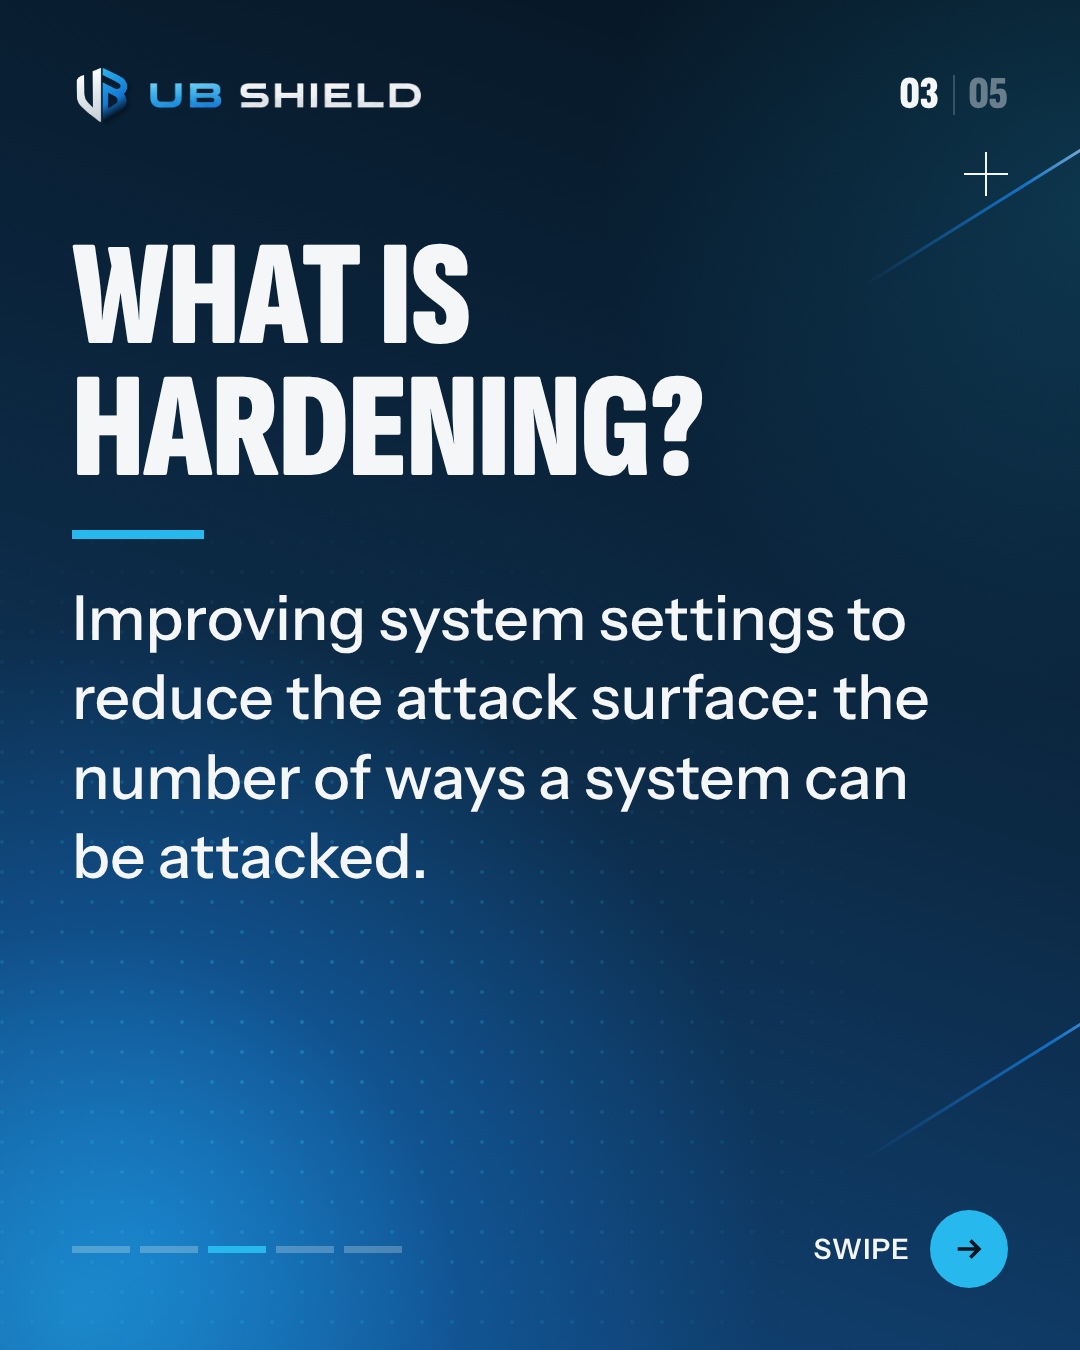 UB SHIELD
03 | 05
WHAT IS
HARDENING?
Improving system settings to
reduce the attack surface: the
number of ways a system can
be attacked.
SWIPE